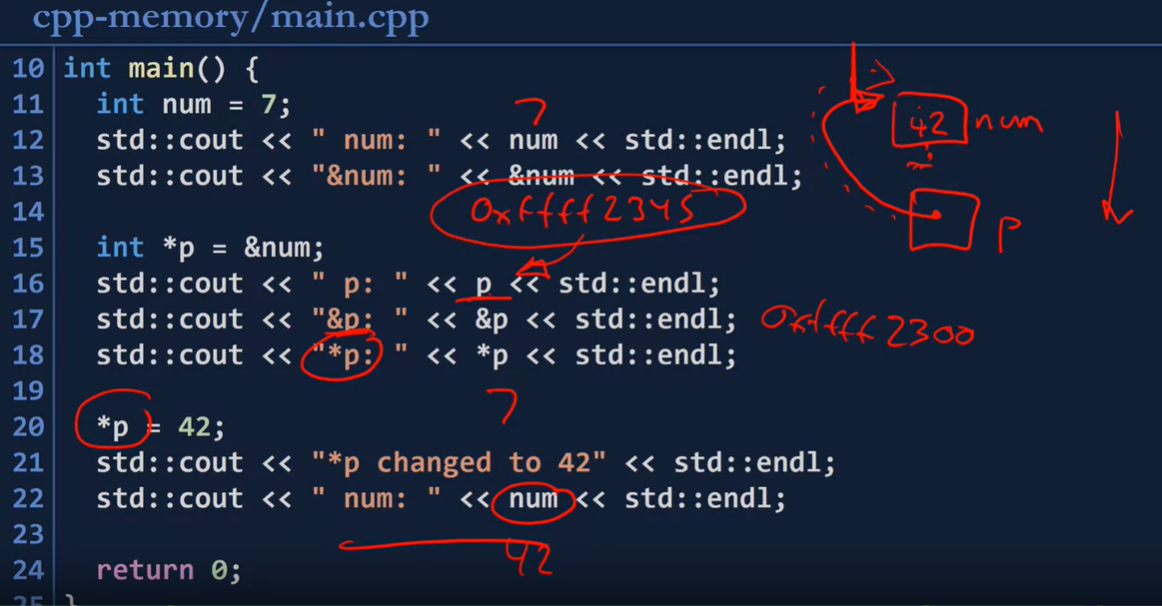 cpp-memory/main.cpp
10 int main() {
11 int num = 7;
7
12 std::cout << " num: " << num << std::endl;
42 num
13 std::cout << "&num: " << &num << std::endl;
14
0xffff2345
p
15 int *p = &num;
16 std::cout << " p: " << p << std::endl;
17 std::cout << "&p: " << &p << std::endl;
0xffff2300
18 std::cout << "*p: " << *p << std::endl;
19
7
20 *p = 42;
21 std::cout << "*p changed to 42" << std::endl;
22 std::cout << " num: " << num << std::endl;
23
42
24 return 0;
25 }